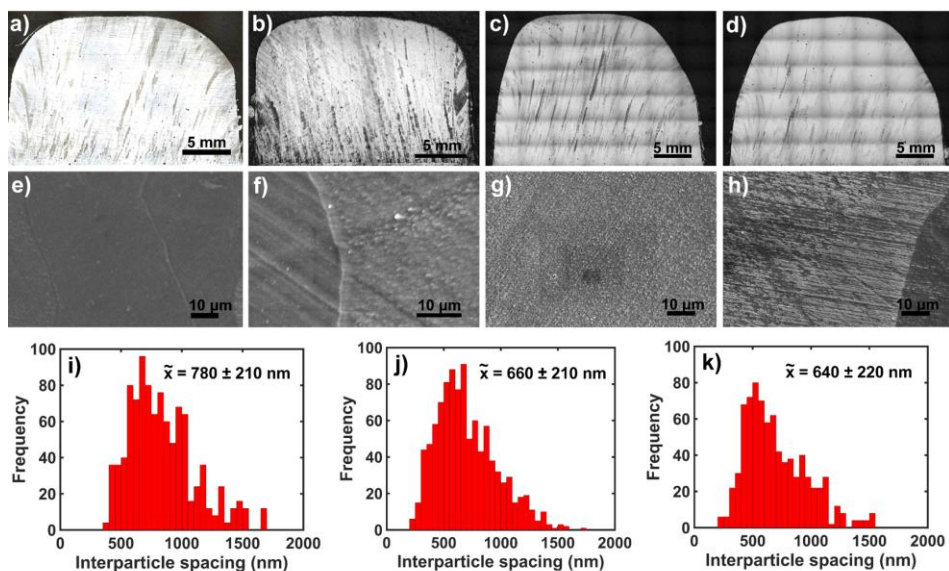 a)
5 mm
b)
5 mm
c)
5 mm
d)
5 mm
e)
10 µm
f)
10 µm
g)
10 µm
h)
10 µm
i)
x̃ = 780 ± 210 nm
100
80
60
40
20
0
Frequency
0 500 1000 1500 2000
Interparticle spacing (nm)
j)
x̃ = 660 ± 210 nm
100
80
60
40
20
0
Frequency
0 500 1000 1500 2000
Interparticle spacing (nm)
k)
x̃ = 640 ± 220 nm
100
80
60
40
20
0
Frequency
0 500 1000 1500 2000
Interparticle spacing (nm)